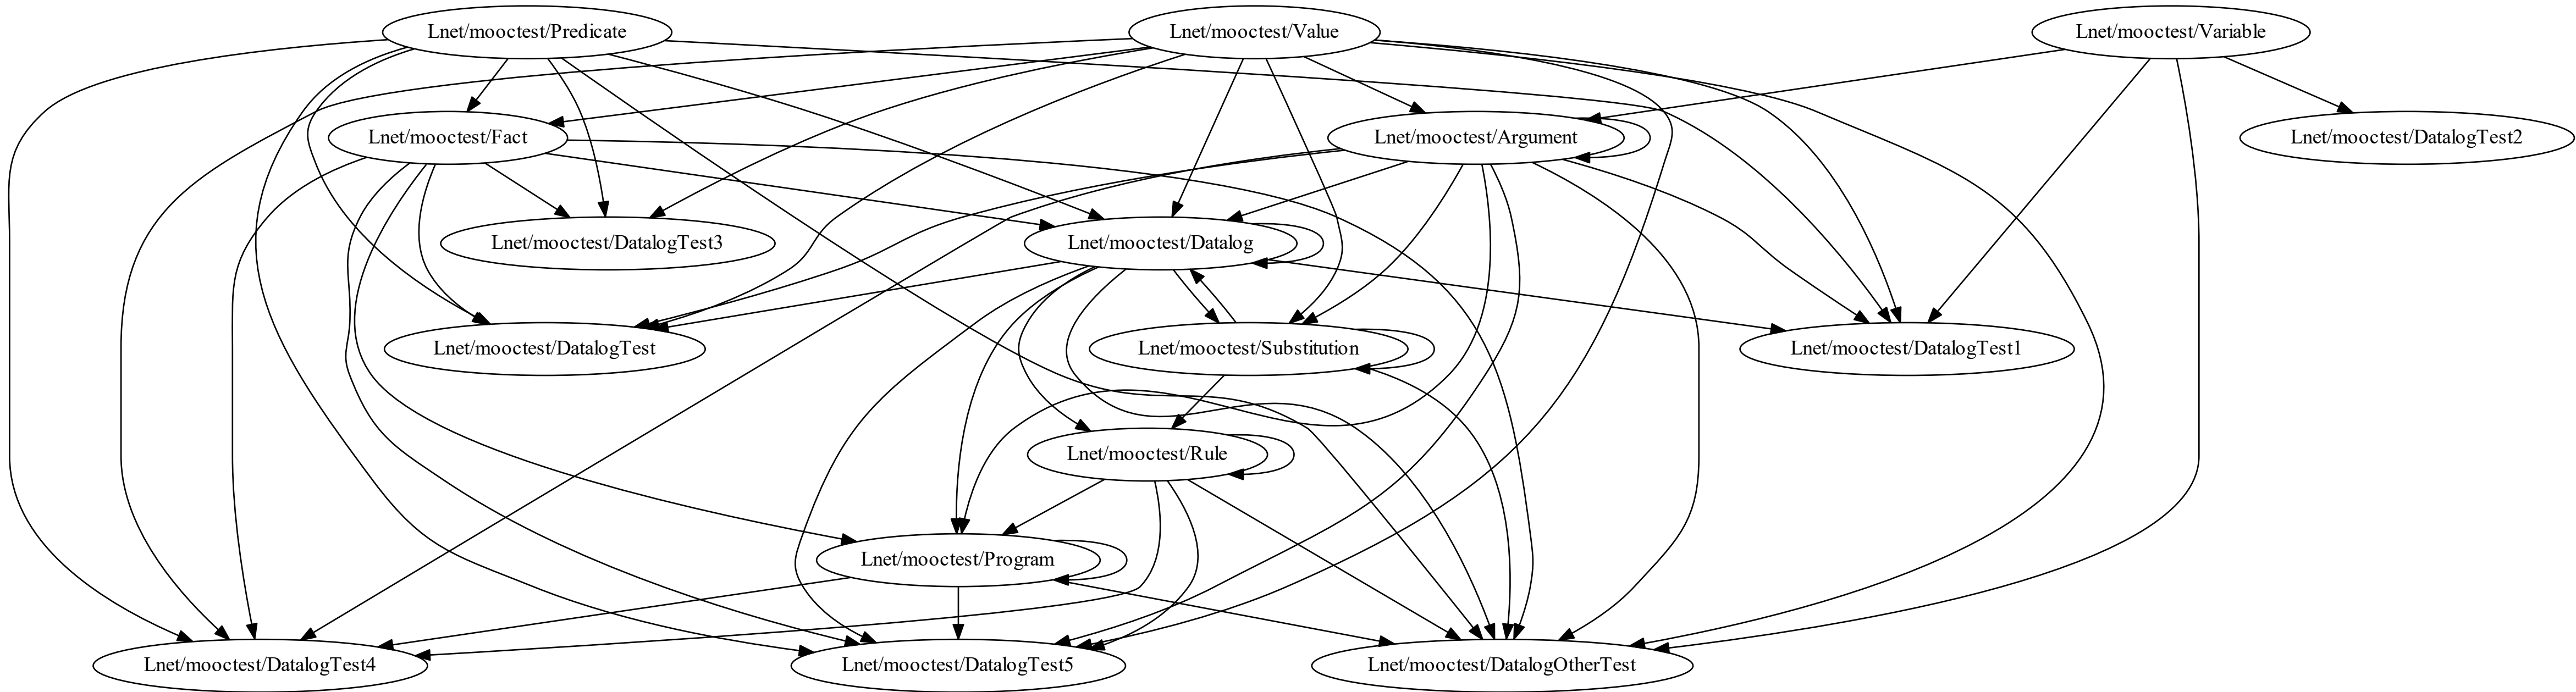 Lnet/mooctest/Predicate
Lnet/mooctest/Value
Lnet/mooctest/Variable
Lnet/mooctest/Fact
Lnet/mooctest/Argument
Lnet/mooctest/DatalogTest2
Lnet/mooctest/DatalogTest3
Lnet/mooctest/Datalog
Lnet/mooctest/DatalogTest
Lnet/mooctest/Substitution
Lnet/mooctest/DatalogTest1
Lnet/mooctest/Rule
Lnet/mooctest/Program
Lnet/mooctest/DatalogTest4
Lnet/mooctest/DatalogTest5
Lnet/mooctest/DatalogOtherTest